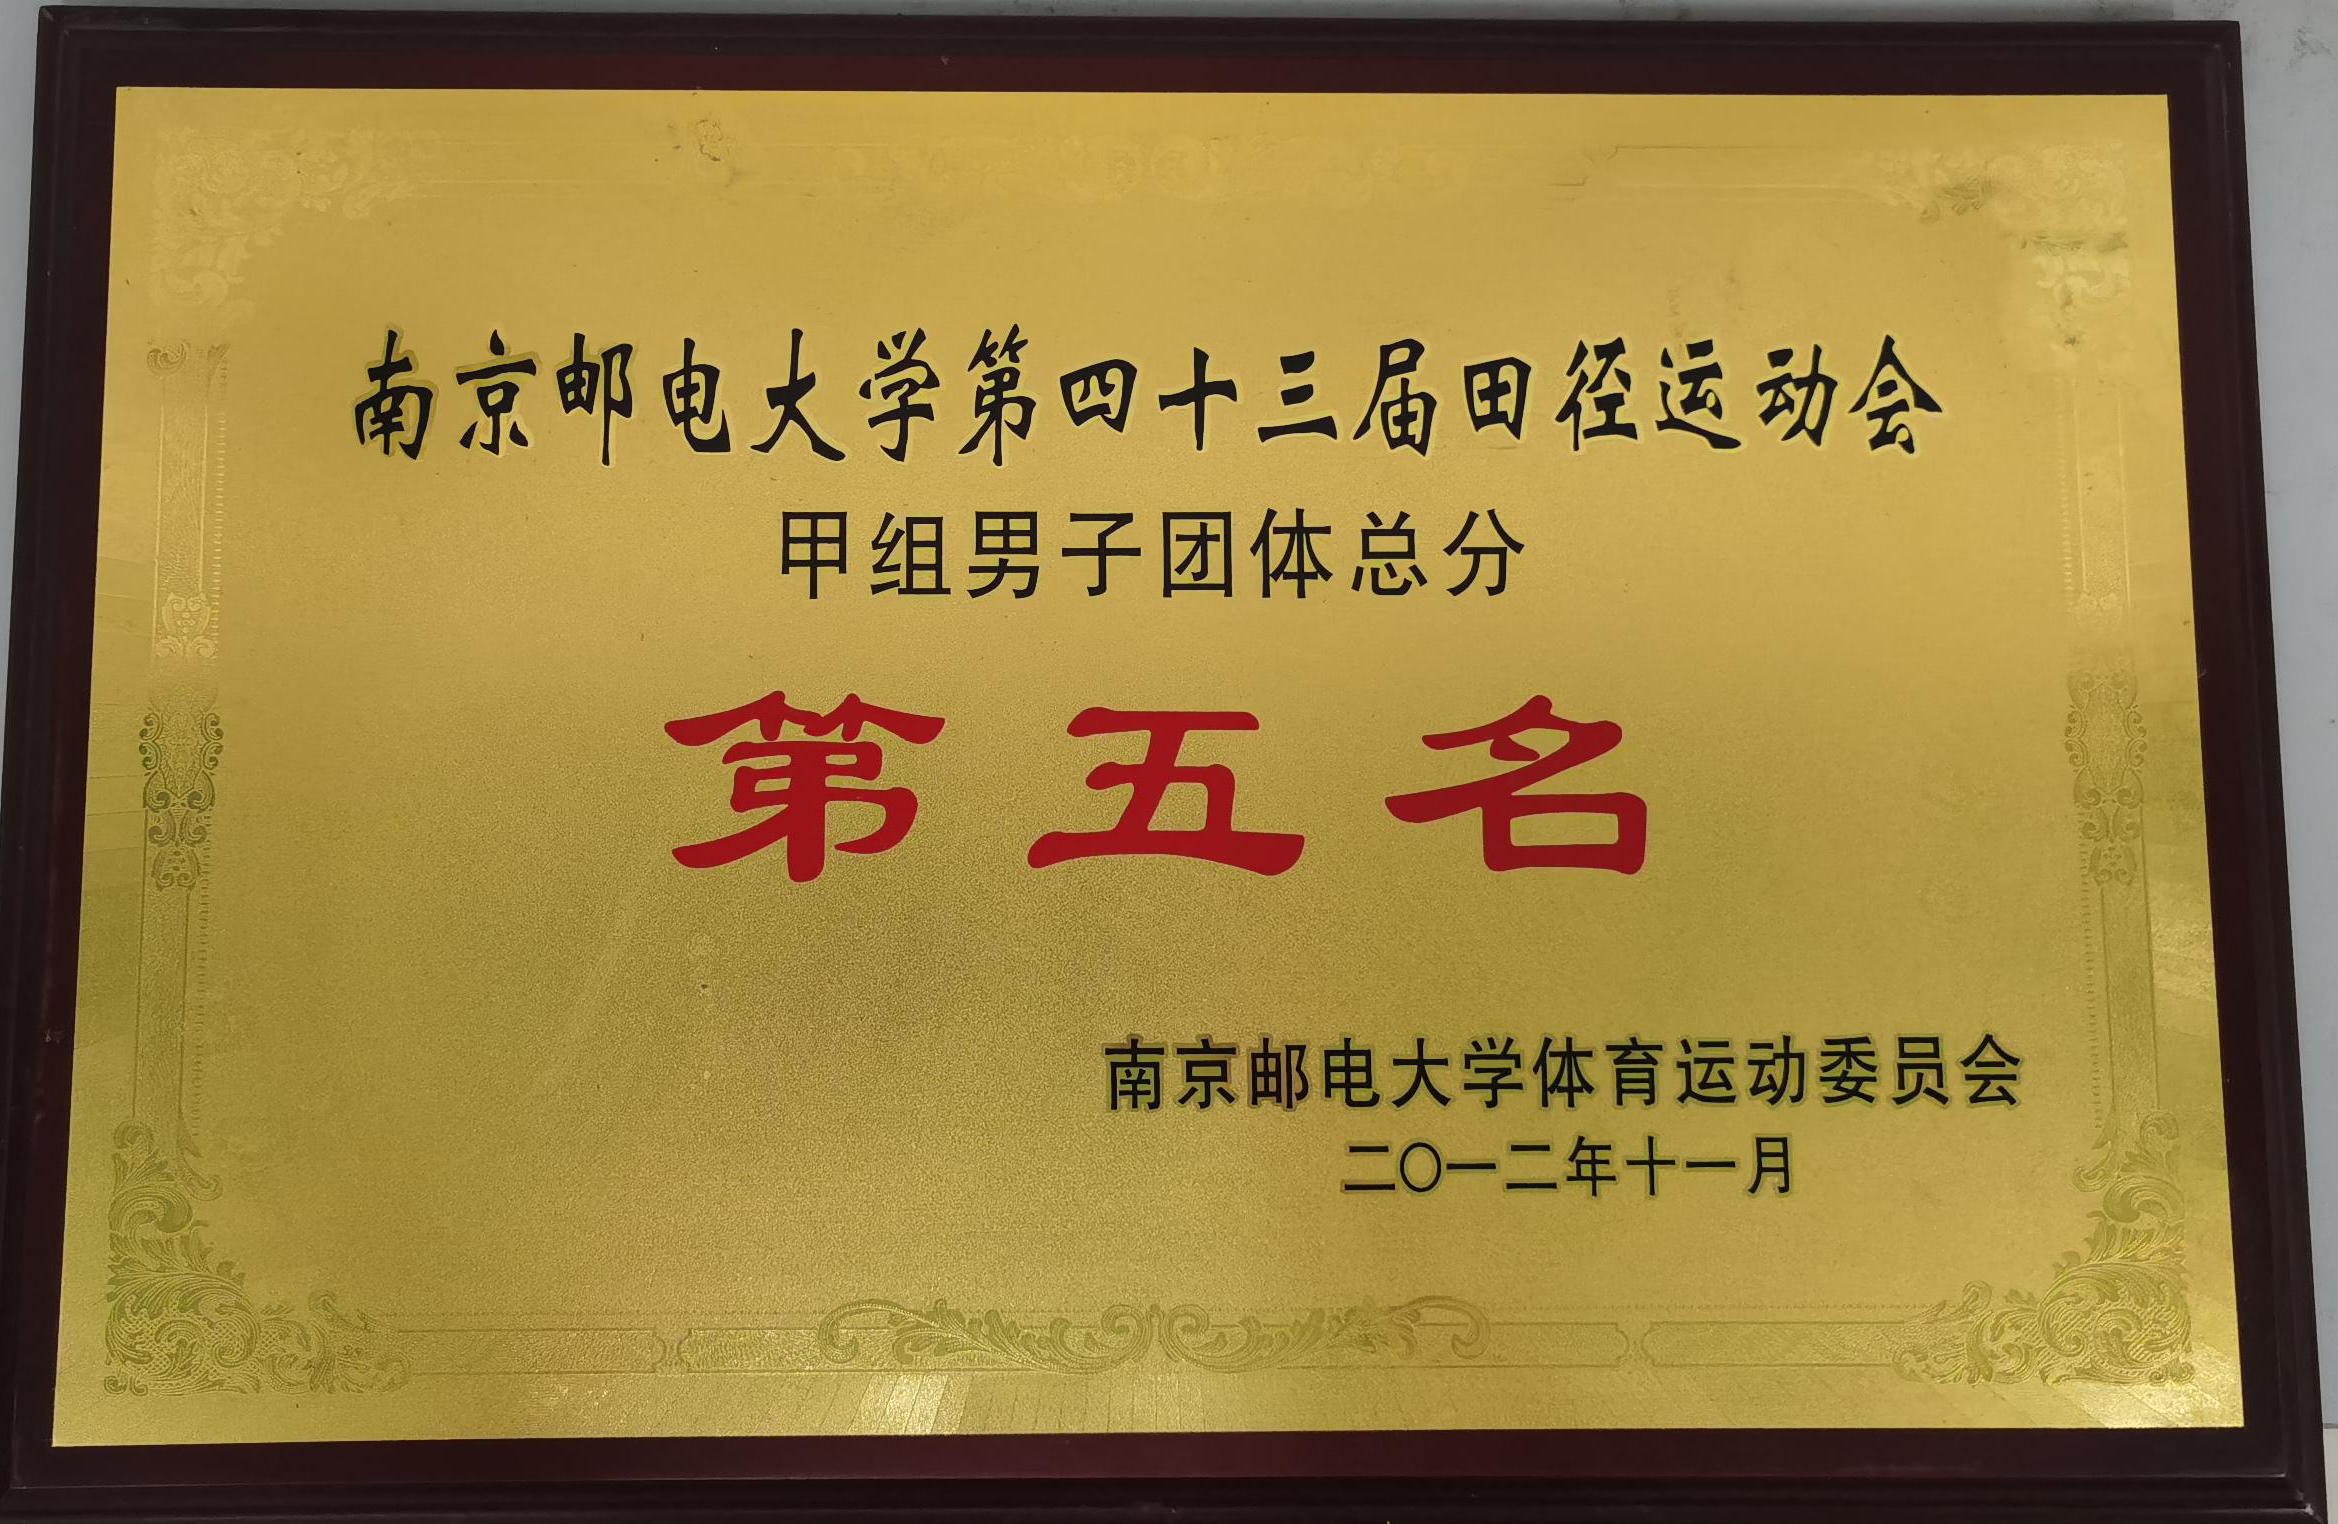 南京邮电大学第四十三届田径运动会
甲组男子团体总分
第五名
南京邮电大学体育运动委员会
二〇一二年十一月